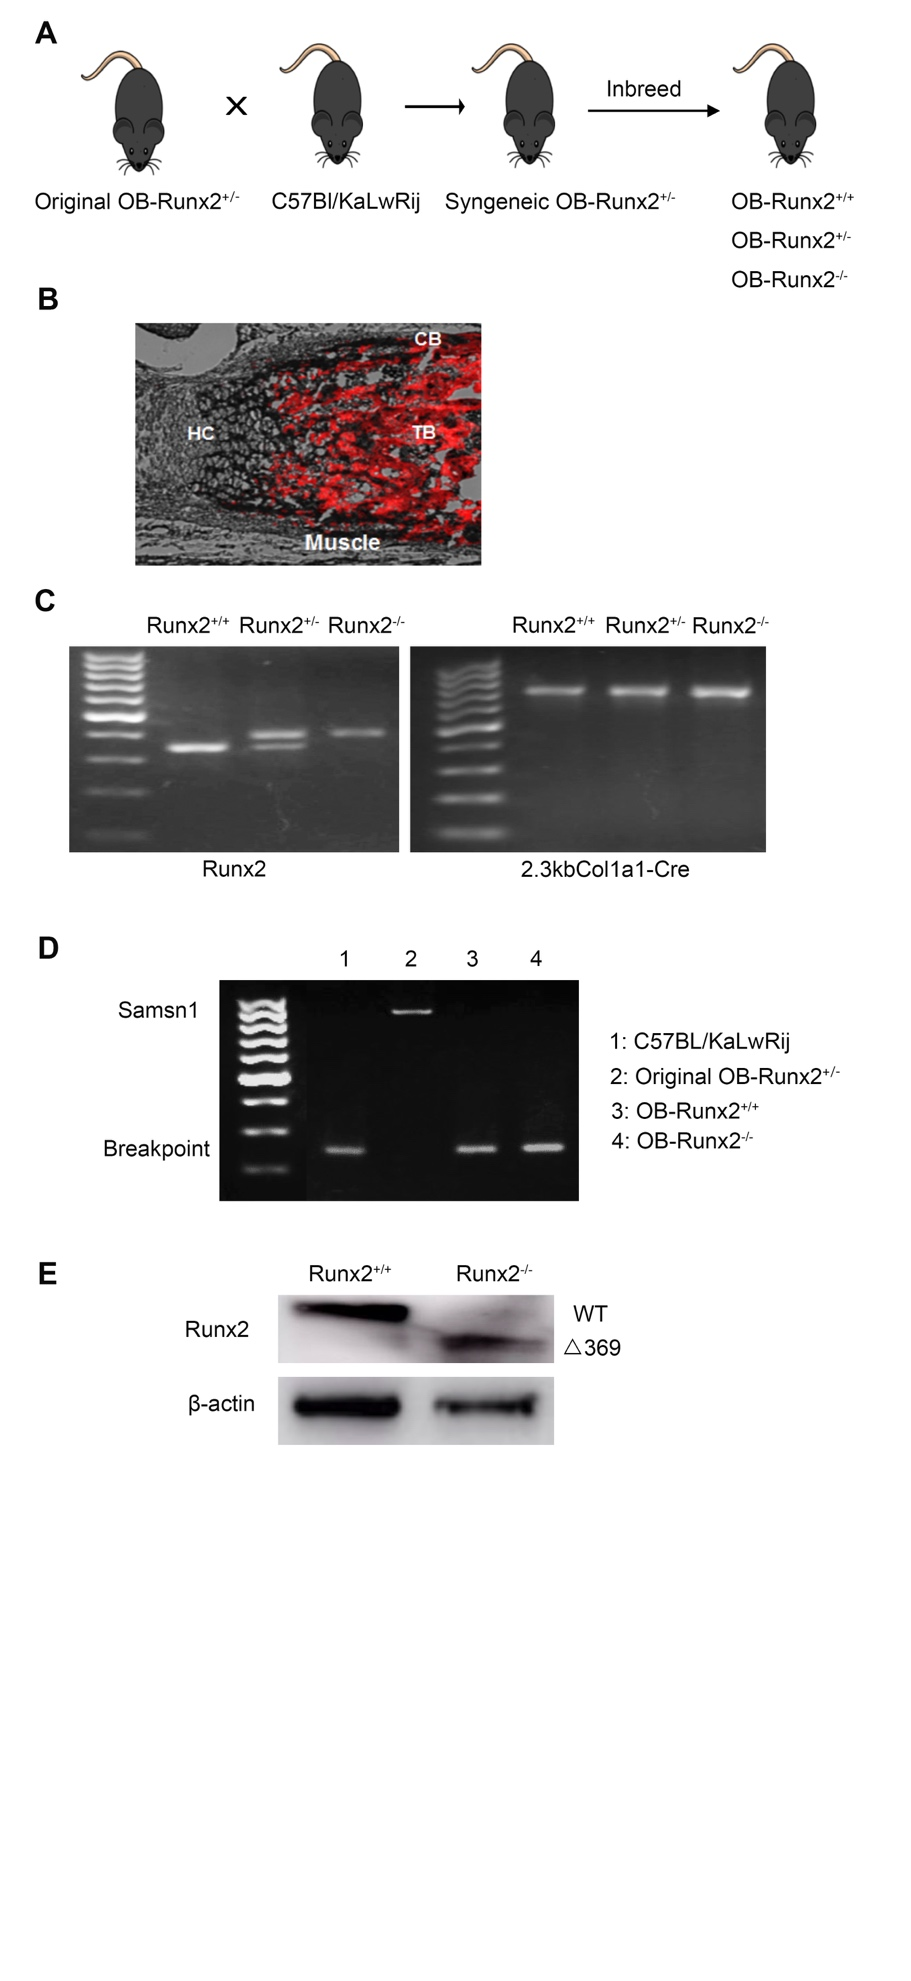 A
X
Inbreed
Original OB-Runx2+/-
C57Bl/KaLwRij
Syngeneic OB-Runx2+/-
OB-Runx2+/+
OB-Runx2+/-
OB-Runx2-/-
B
CB
HC
TB
Muscle
C
Runx2+/+ Runx2+/- Runx2-/-
Runx2+/+ Runx2+/- Runx2-/-
Runx2
2.3kbCol1a1-Cre
D
1 2 3 4
Samsn1
Breakpoint
1: C57BL/KaLwRij
2: Original OB-Runx2+/-
3: OB-Runx2+/+
4: OB-Runx2-/-
E
Runx2+/+ Runx2-/-
Runx2
WT
△369
β-actin